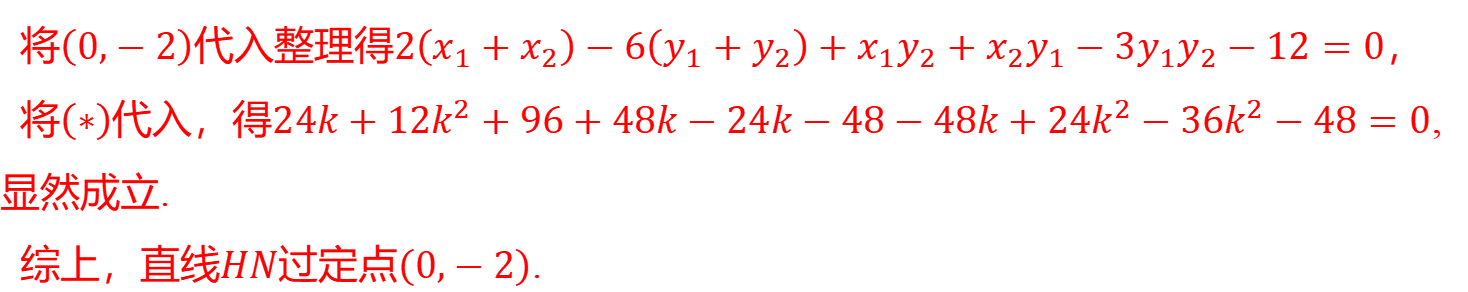 将(0, − 2)代入整理得2(x₁ + x₂) − 6(y₁ + y₂) + x₁y₂ + x₂y₁ − 3y₁y₂ − 12 = 0,
将(∗)代入，得24k + 12k² + 96 + 48k − 24k − 48 − 48k + 24k² − 36k² − 48 = 0,
显然成立.
综上，直线HN过定点(0, − 2).